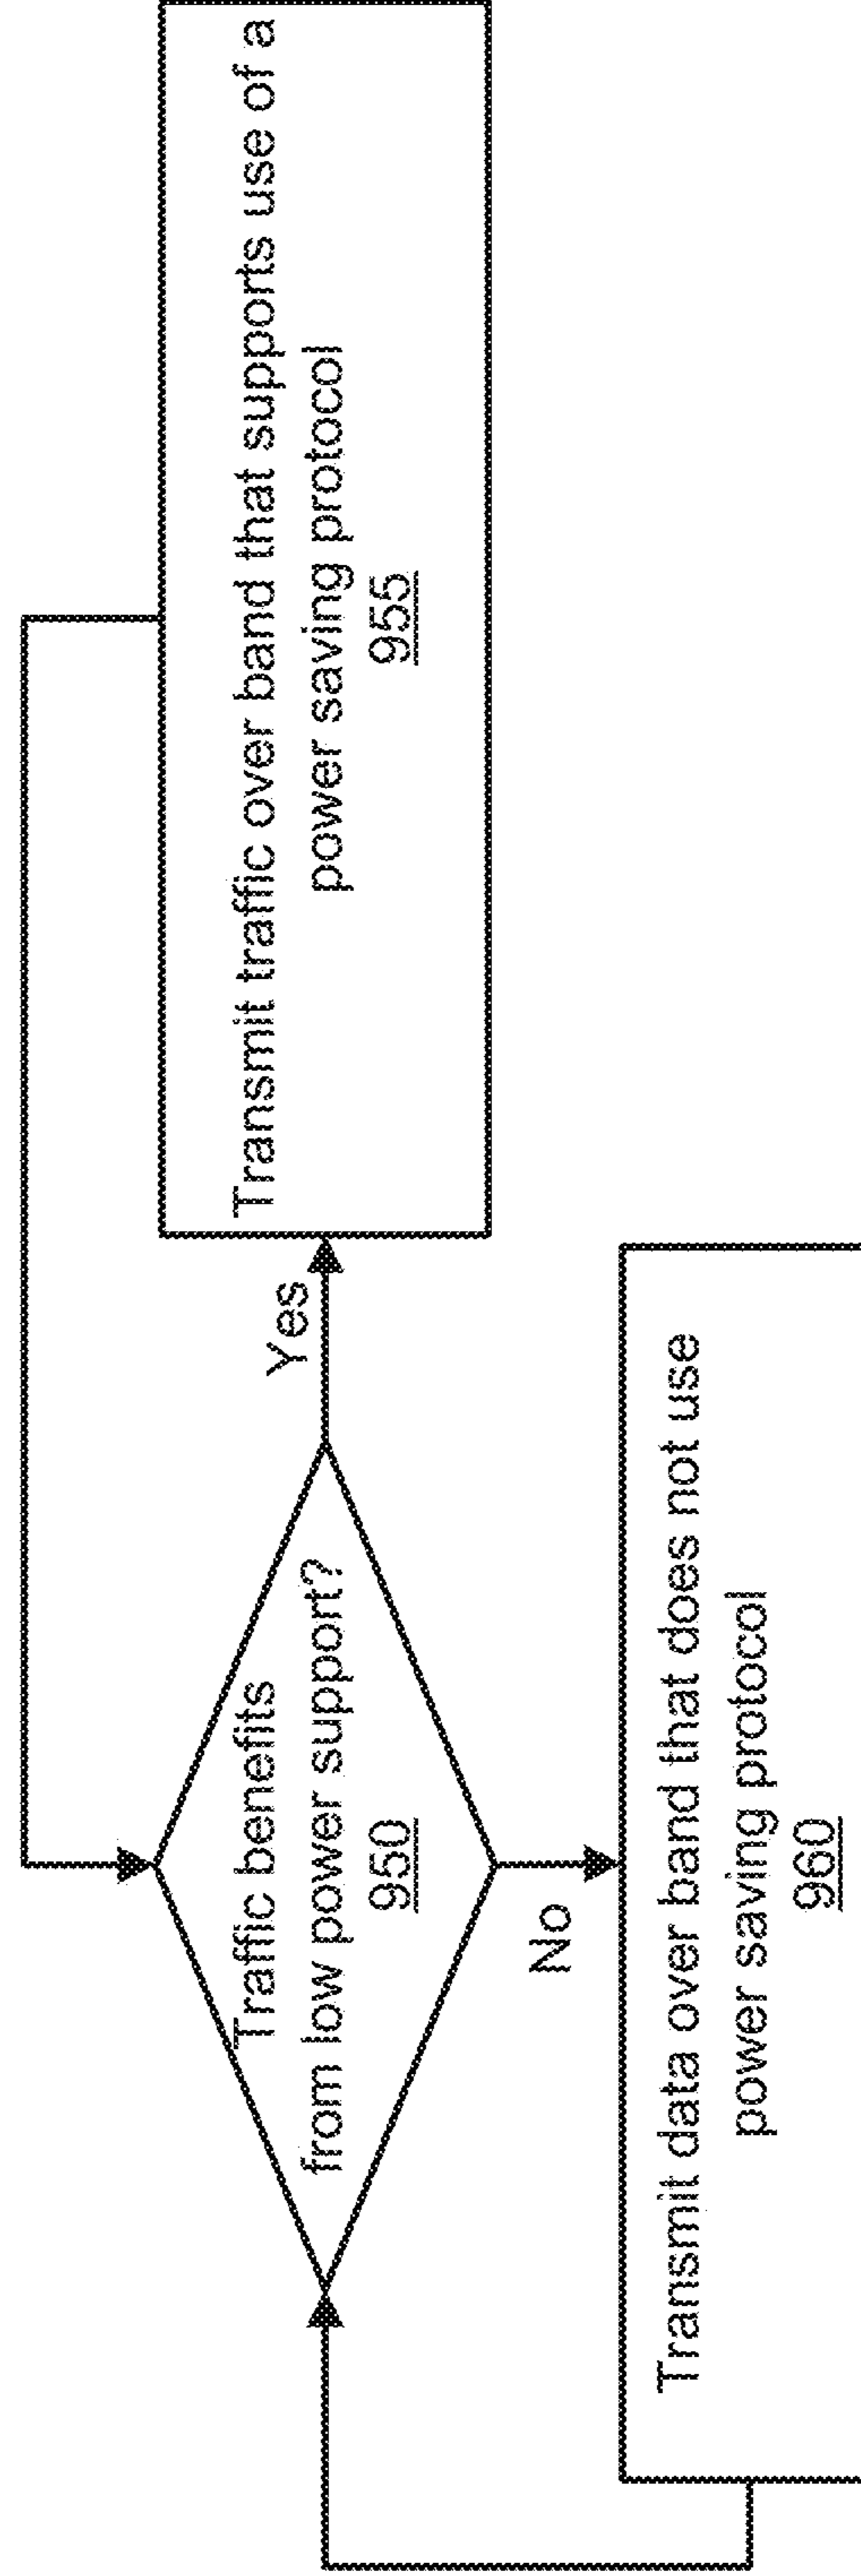 Traffic benefits
from low power support?
950
Yes
Transmit traffic over band that supports use of a
power saving protocol
955
No
Transmit data over band that does not use
power saving protocol
960